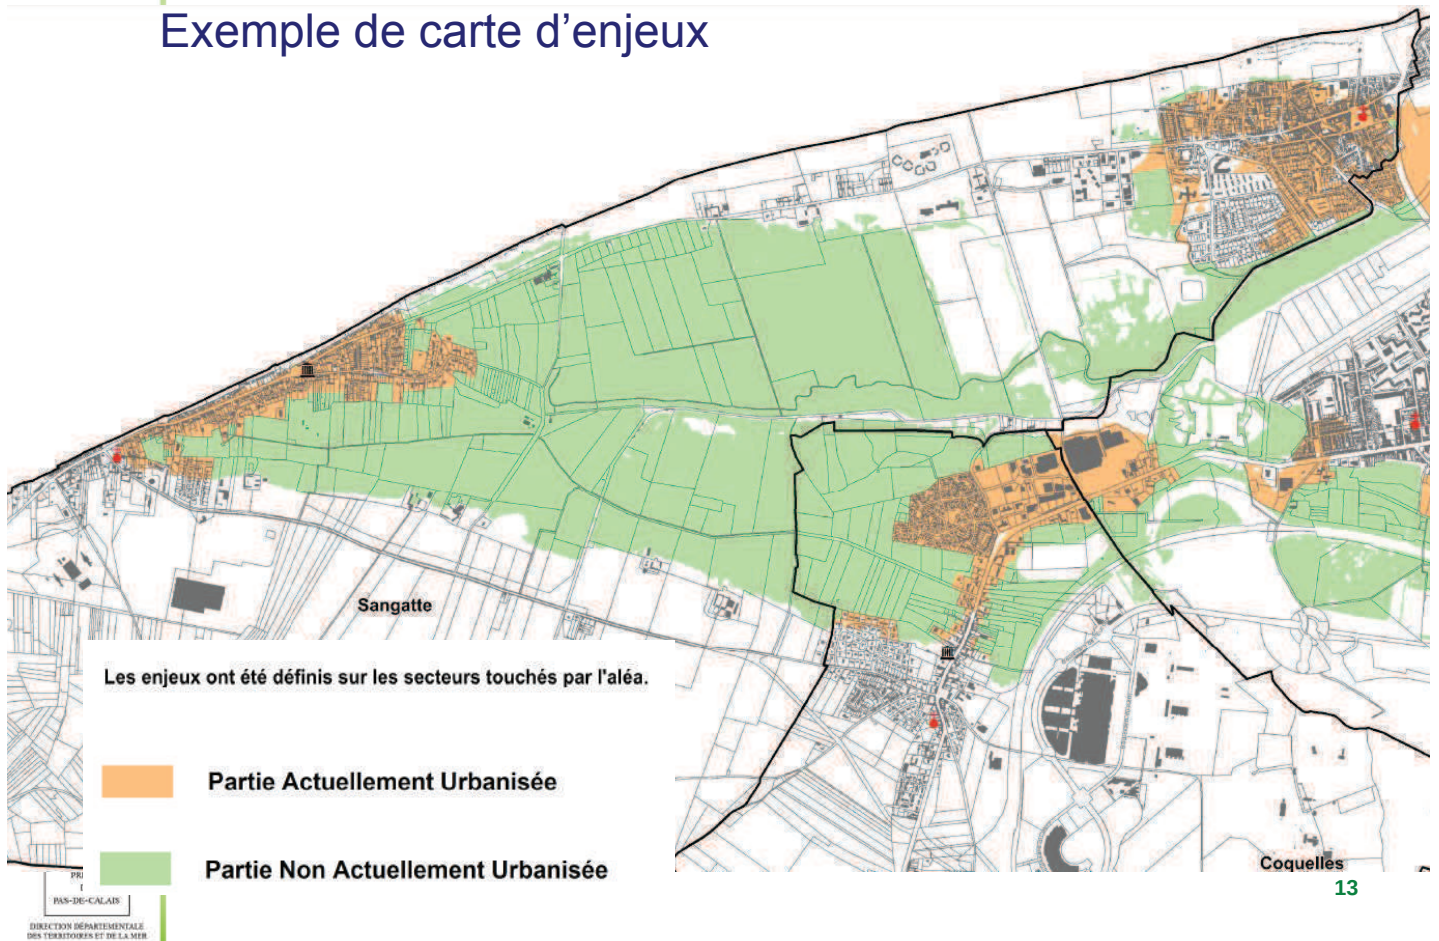 Exemple de carte d’enjeux
Sangatte
Les enjeux ont été définis sur les secteurs touchés par l'aléa.
Partie Actuellement Urbanisée
Partie Non Actuellement Urbanisée
Coquelles
13
PAS-DE-CALAIS
DIRECTION DÉPARTEMENTALE
DES TERRITOIRES ET DE LA MER